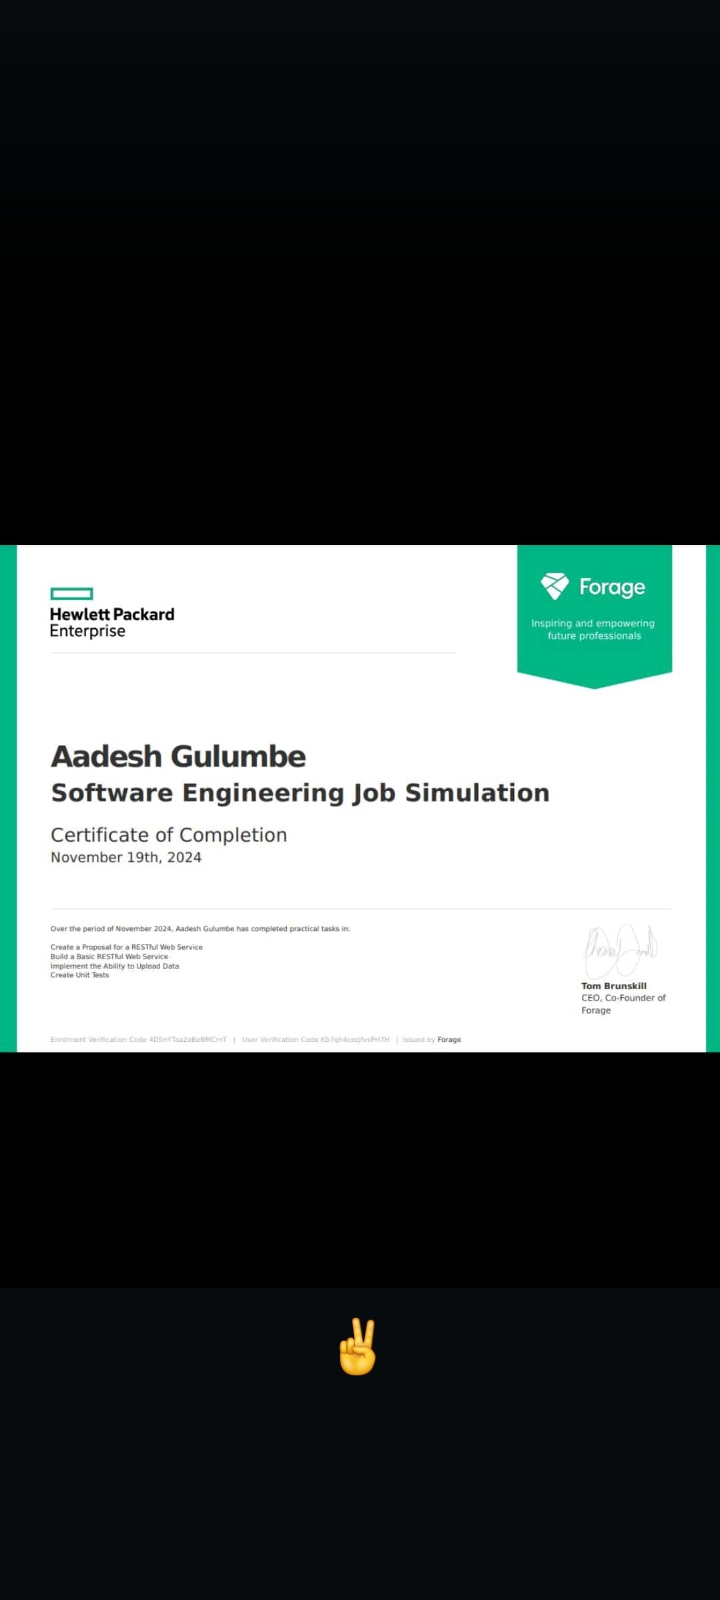 Hewlett Packard
Enterprise
Forage
Inspiring and empowering
future professionals
Aadesh Gulumbe
Software Engineering Job Simulation
Certificate of Completion
November 19th, 2024
Over the period of November 2024, Aadesh Gulumbe has completed practical tasks in:
Create a Proposal for a RESTful Web Service
Build a Basic RESTful Web Service
Implement the Ability to Upload Data
Create Unit Tests
Tom Brunskill
CEO, Co-Founder of
Forage
Enrolment Verification Code | User Verification Code | Issued by Forage
✌